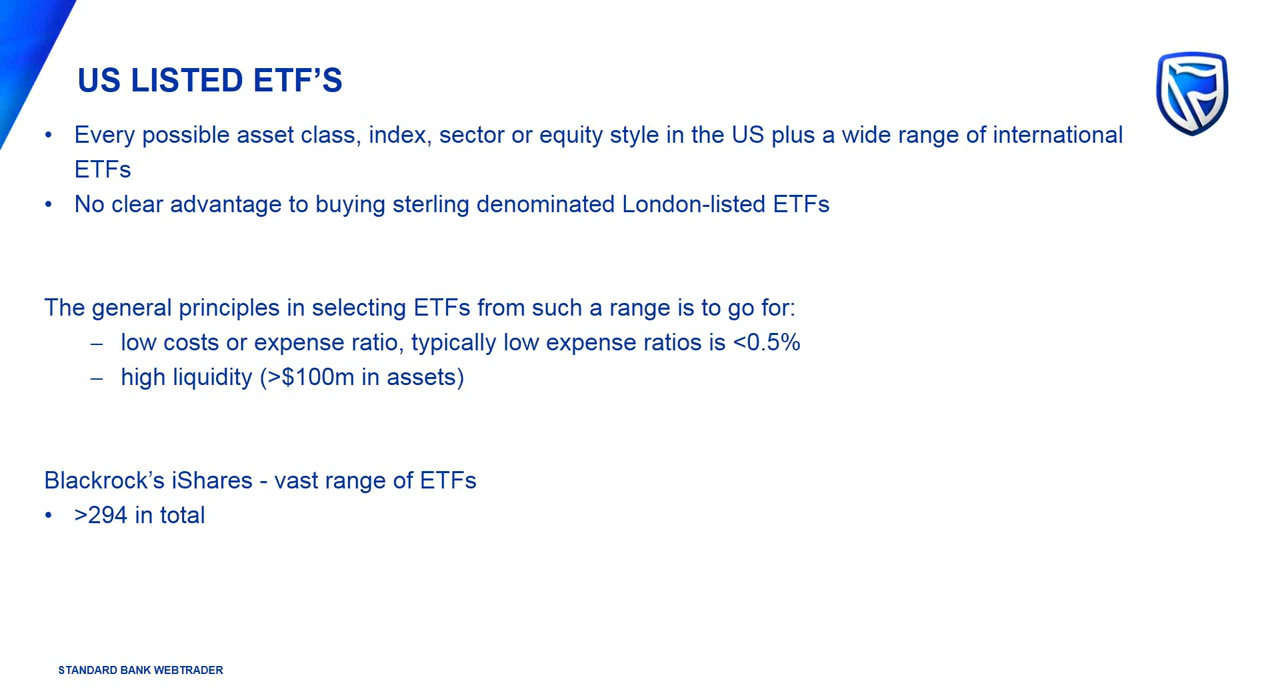 US LISTED ETF’S
• Every possible asset class, index, sector or equity style in the US plus a wide range of international
ETFs
• No clear advantage to buying sterling denominated London-listed ETFs
The general principles in selecting ETFs from such a range is to go for:
– low costs or expense ratio, typically low expense ratios is <0.5%
– high liquidity (>$100m in assets)
Blackrock’s iShares - vast range of ETFs
• >294 in total
STANDARD BANK WEBTRADER